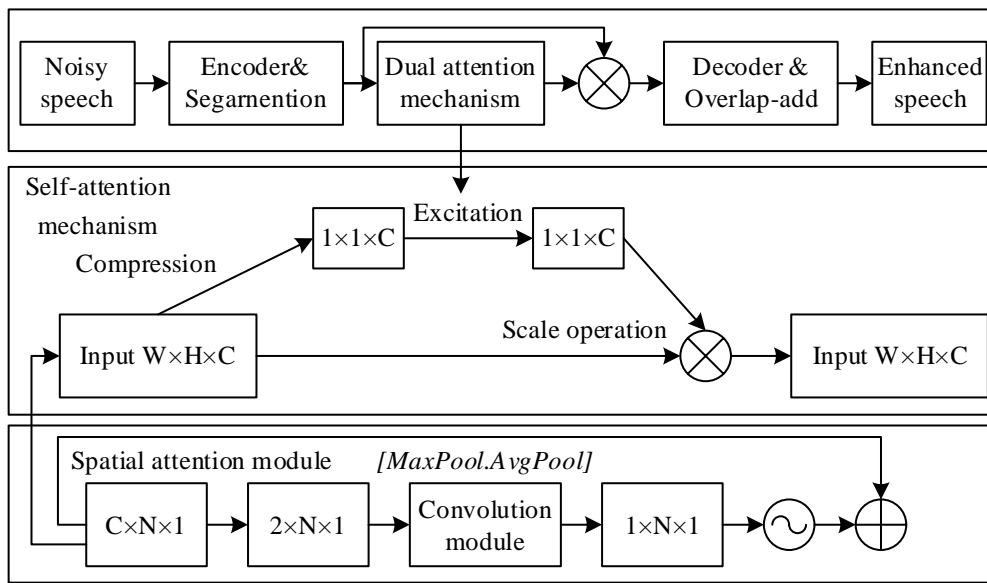 Noisy
speech
Encoder&
Segarnention
Dual attention
mechanism
Decoder &
Overlap-add
Enhanced
speech
Self-attention
mechanism
Compression
1×1×C
Excitation
1×1×C
Input W×H×C
Scale operation
Input W×H×C
Spatial attention module
[MaxPool.AvgPool]
C×N×1
2×N×1
Convolution
module
1×N×1